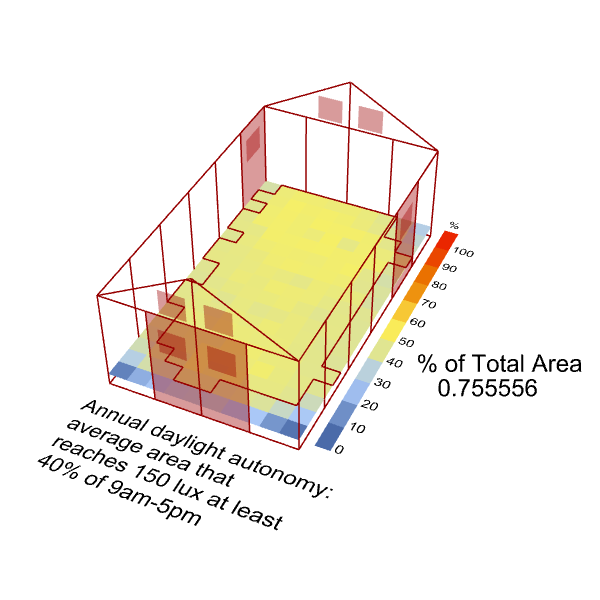 %
100
90
80
70
60
50
40
30
20
10
0
% of Total Area
0.755556
Annual daylight autonomy:
average area that
reaches 150 lux at least
40% of 9am-5pm